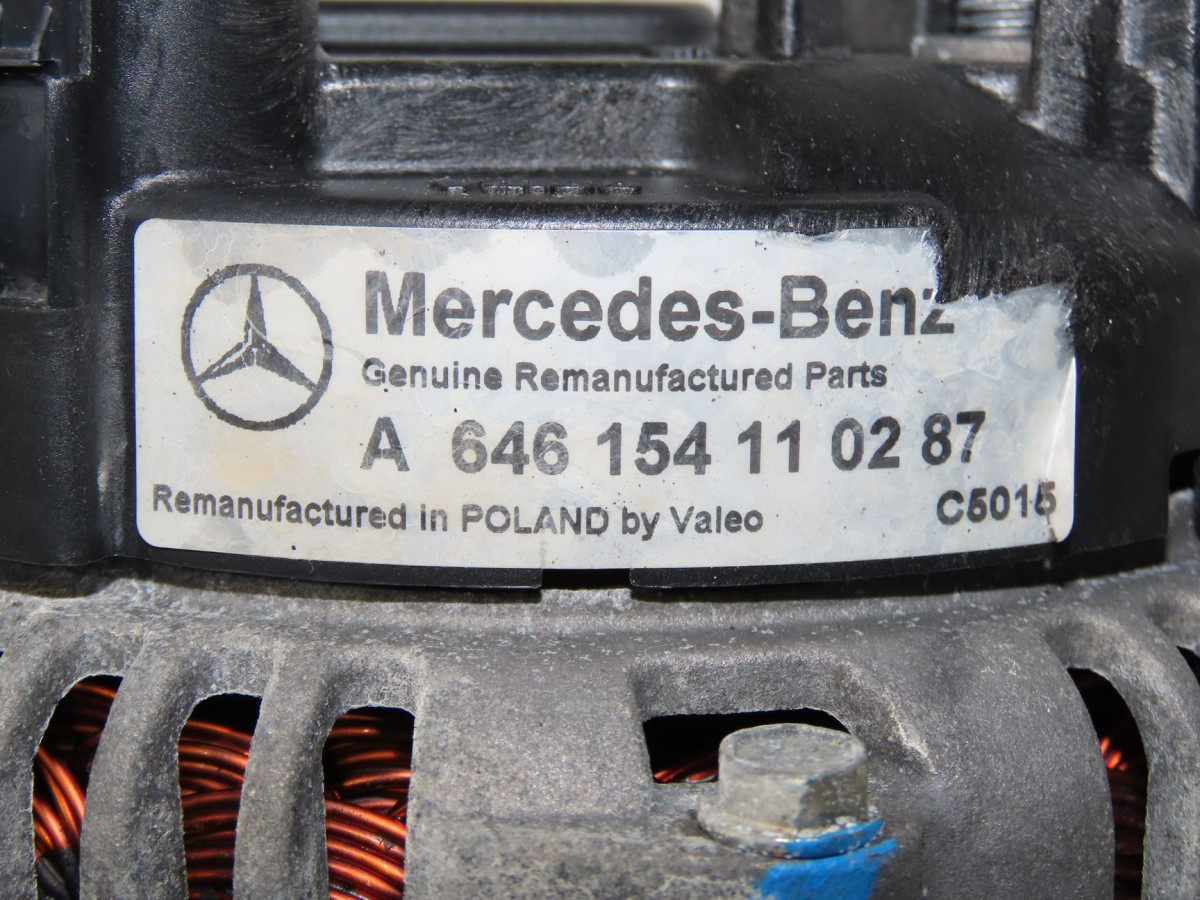 Mercedes-Benz
Genuine Remanufactured Parts
A 646 154 11 02 87
Remanufactured in POLAND by Valeo
C5015